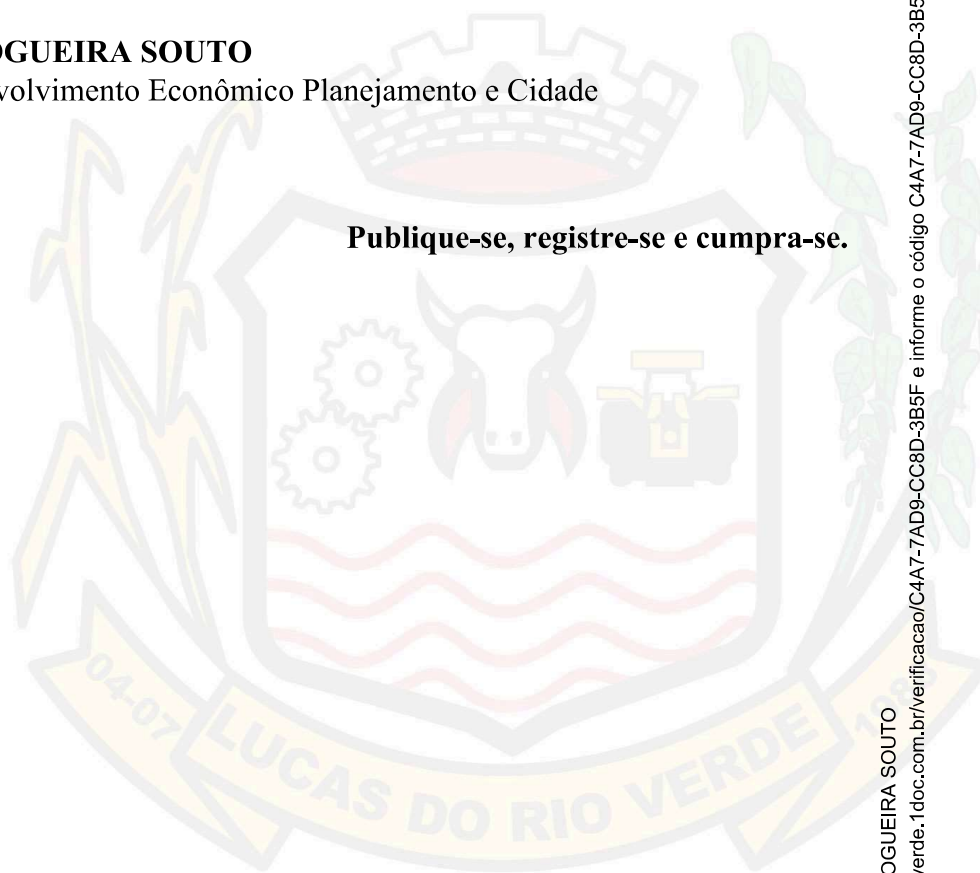 OGUEIRA SOUTO
volvimento Econômico Planejamento e Cidade
Publique-se, registre-se e cumpra-se.
04-07 LUCAS DO RIO VERDE 1988
OGUEIRA SOUTO
verde.1doc.com.br/verificacao/C4A7-7AD9-CC8D-3B5F e informe o código C4A7-7AD9-CC8D-3B5